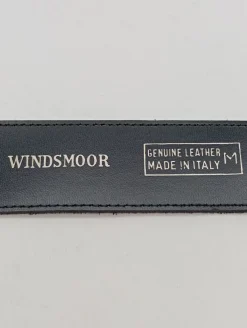 WINDSMOOR
GENUINE LEATHER
MADE IN ITALY
M